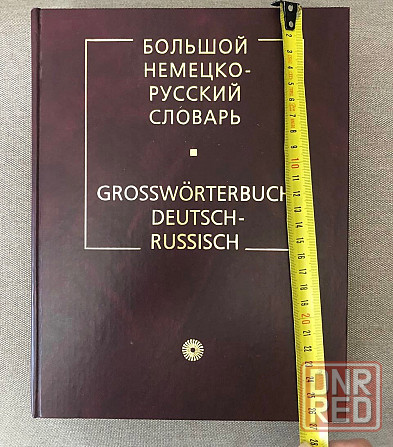 БОЛЬШОЙ
НЕМЕЦКО-
РУССКИЙ
СЛОВАРЬ
GROSSWÖRTERBUCH
DEUTSCH-
RUSSISCH
DNR
RED